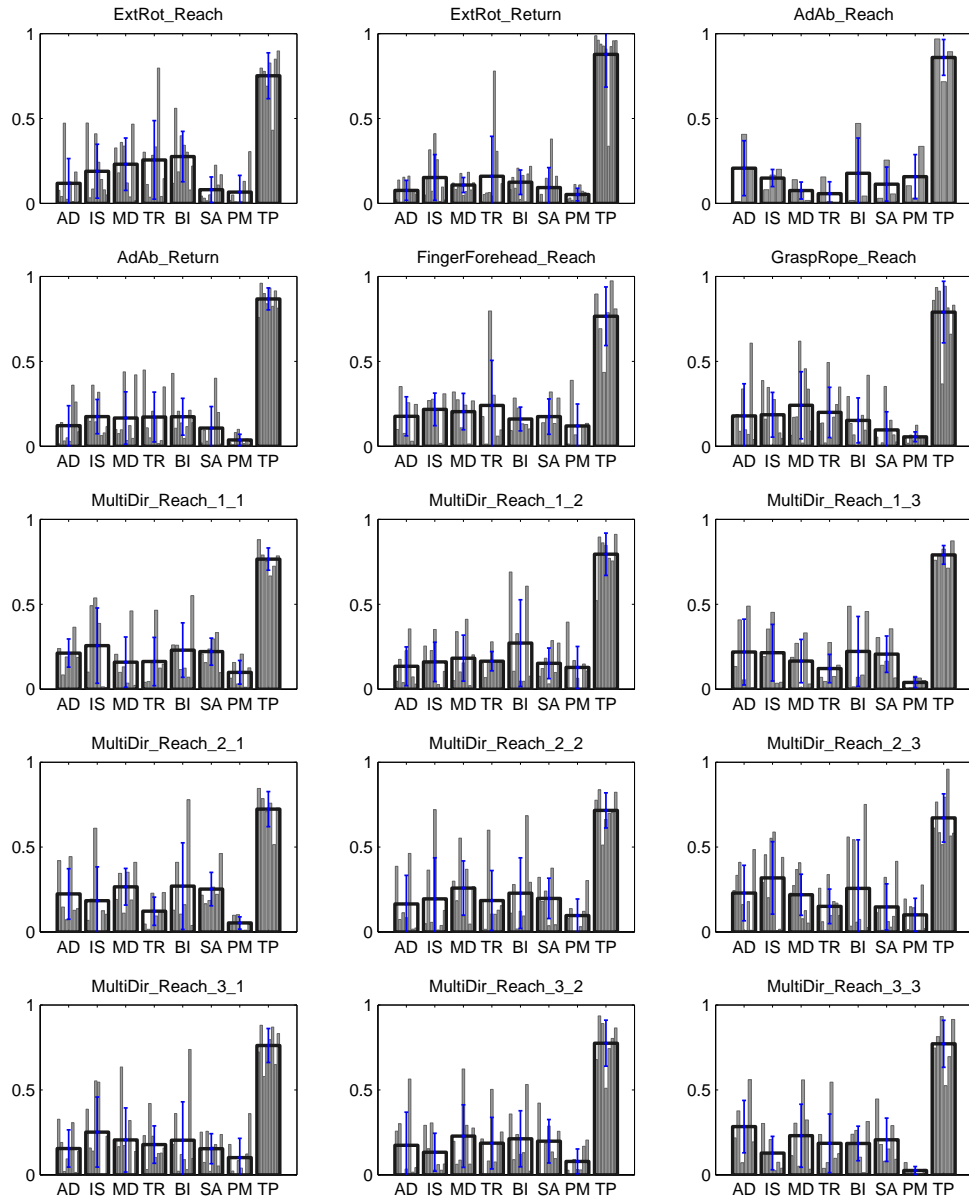 ExtRot_Reach
ExtRot_Return
AdAb_Reach
1
0.5
0
AD IS MD TR BI SA PM TP
1
0.5
0
AD IS MD TR BI SA PM TP
1
0.5
0
AD IS MD TR BI SA PM TP
AdAb_Return
FingerForehead_Reach
GraspRope_Reach
1
0.5
0
AD IS MD TR BI SA PM TP
1
0.5
0
AD IS MD TR BI SA PM TP
1
0.5
0
AD IS MD TR BI SA PM TP
MultiDir_Reach_1_1
MultiDir_Reach_1_2
MultiDir_Reach_1_3
1
0.5
0
AD IS MD TR BI SA PM TP
1
0.5
0
AD IS MD TR BI SA PM TP
1
0.5
0
AD IS MD TR BI SA PM TP
MultiDir_Reach_2_1
MultiDir_Reach_2_2
MultiDir_Reach_2_3
1
0.5
0
AD IS MD TR BI SA PM TP
1
0.5
0
AD IS MD TR BI SA PM TP
1
0.5
0
AD IS MD TR BI SA PM TP
MultiDir_Reach_3_1
MultiDir_Reach_3_2
MultiDir_Reach_3_3
1
0.5
0
AD IS MD TR BI SA PM TP
1
0.5
0
AD IS MD TR BI SA PM TP
1
0.5
0
AD IS MD TR BI SA PM TP